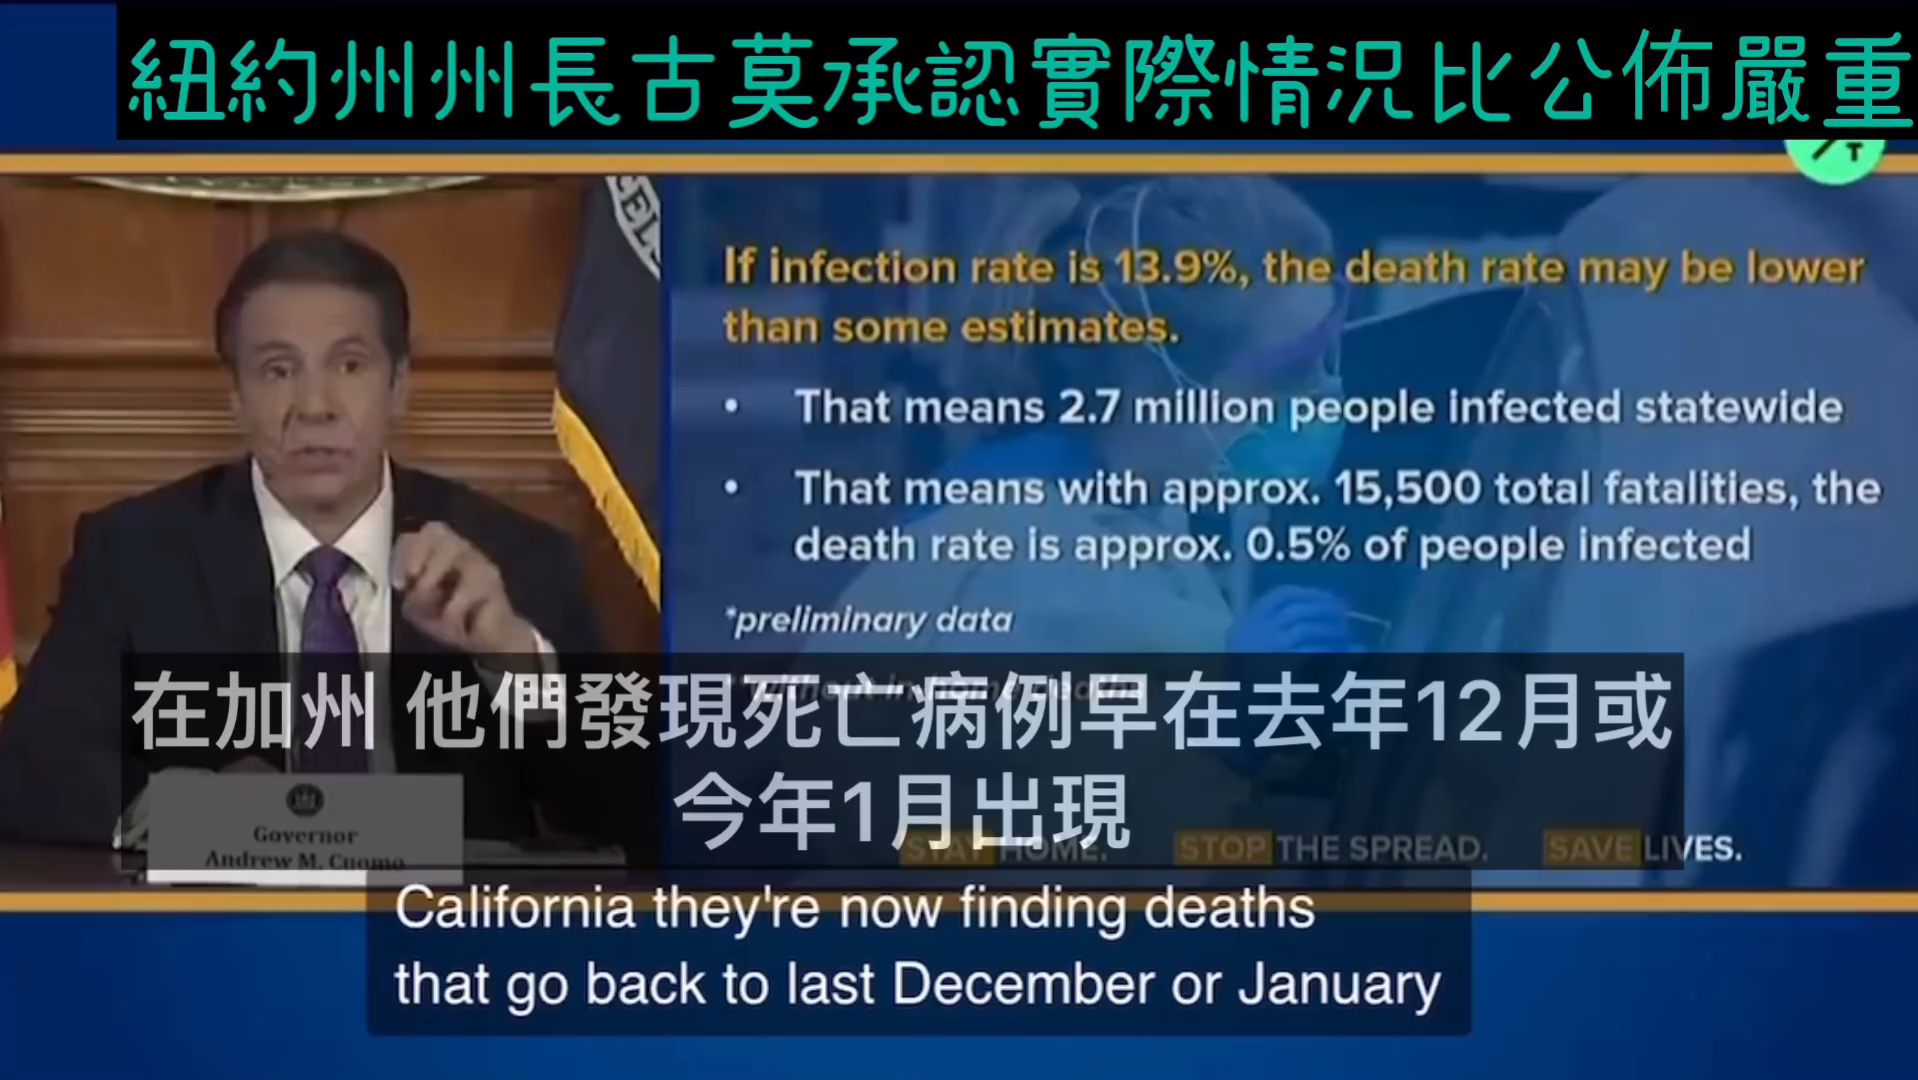 紐約州州長古莫承認實際情況比公佈嚴重
T
CEL
If infection rate is 13.9%, the death rate may be lower
than some estimates.
• That means 2.7 million people infected statewide
• That means with approx. 15,500 total fatalities, the
death rate is approx. 0.5% of people infected
*preliminary data
在加州 他們發現死亡病例早在去年12月或
今年1月出現
Governor
Andrew M. Cuomo
STAY HOME. STOP THE SPREAD. SAVE LIVES.
California they're now finding deaths
that go back to last December or January